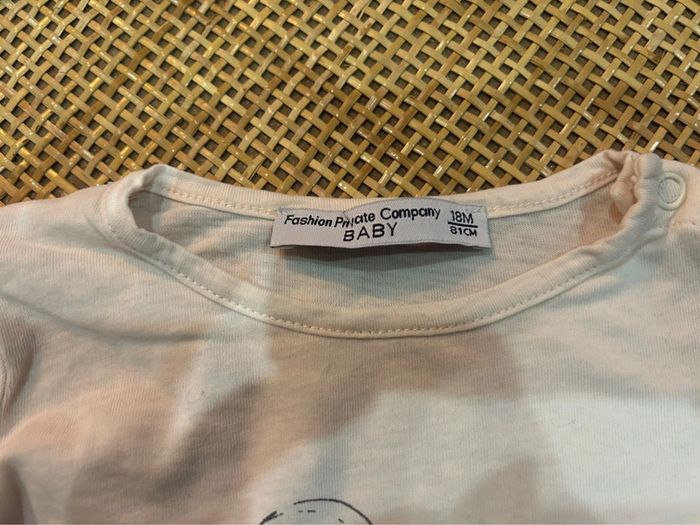 Fashion Private Company
BABY
18M
81CM